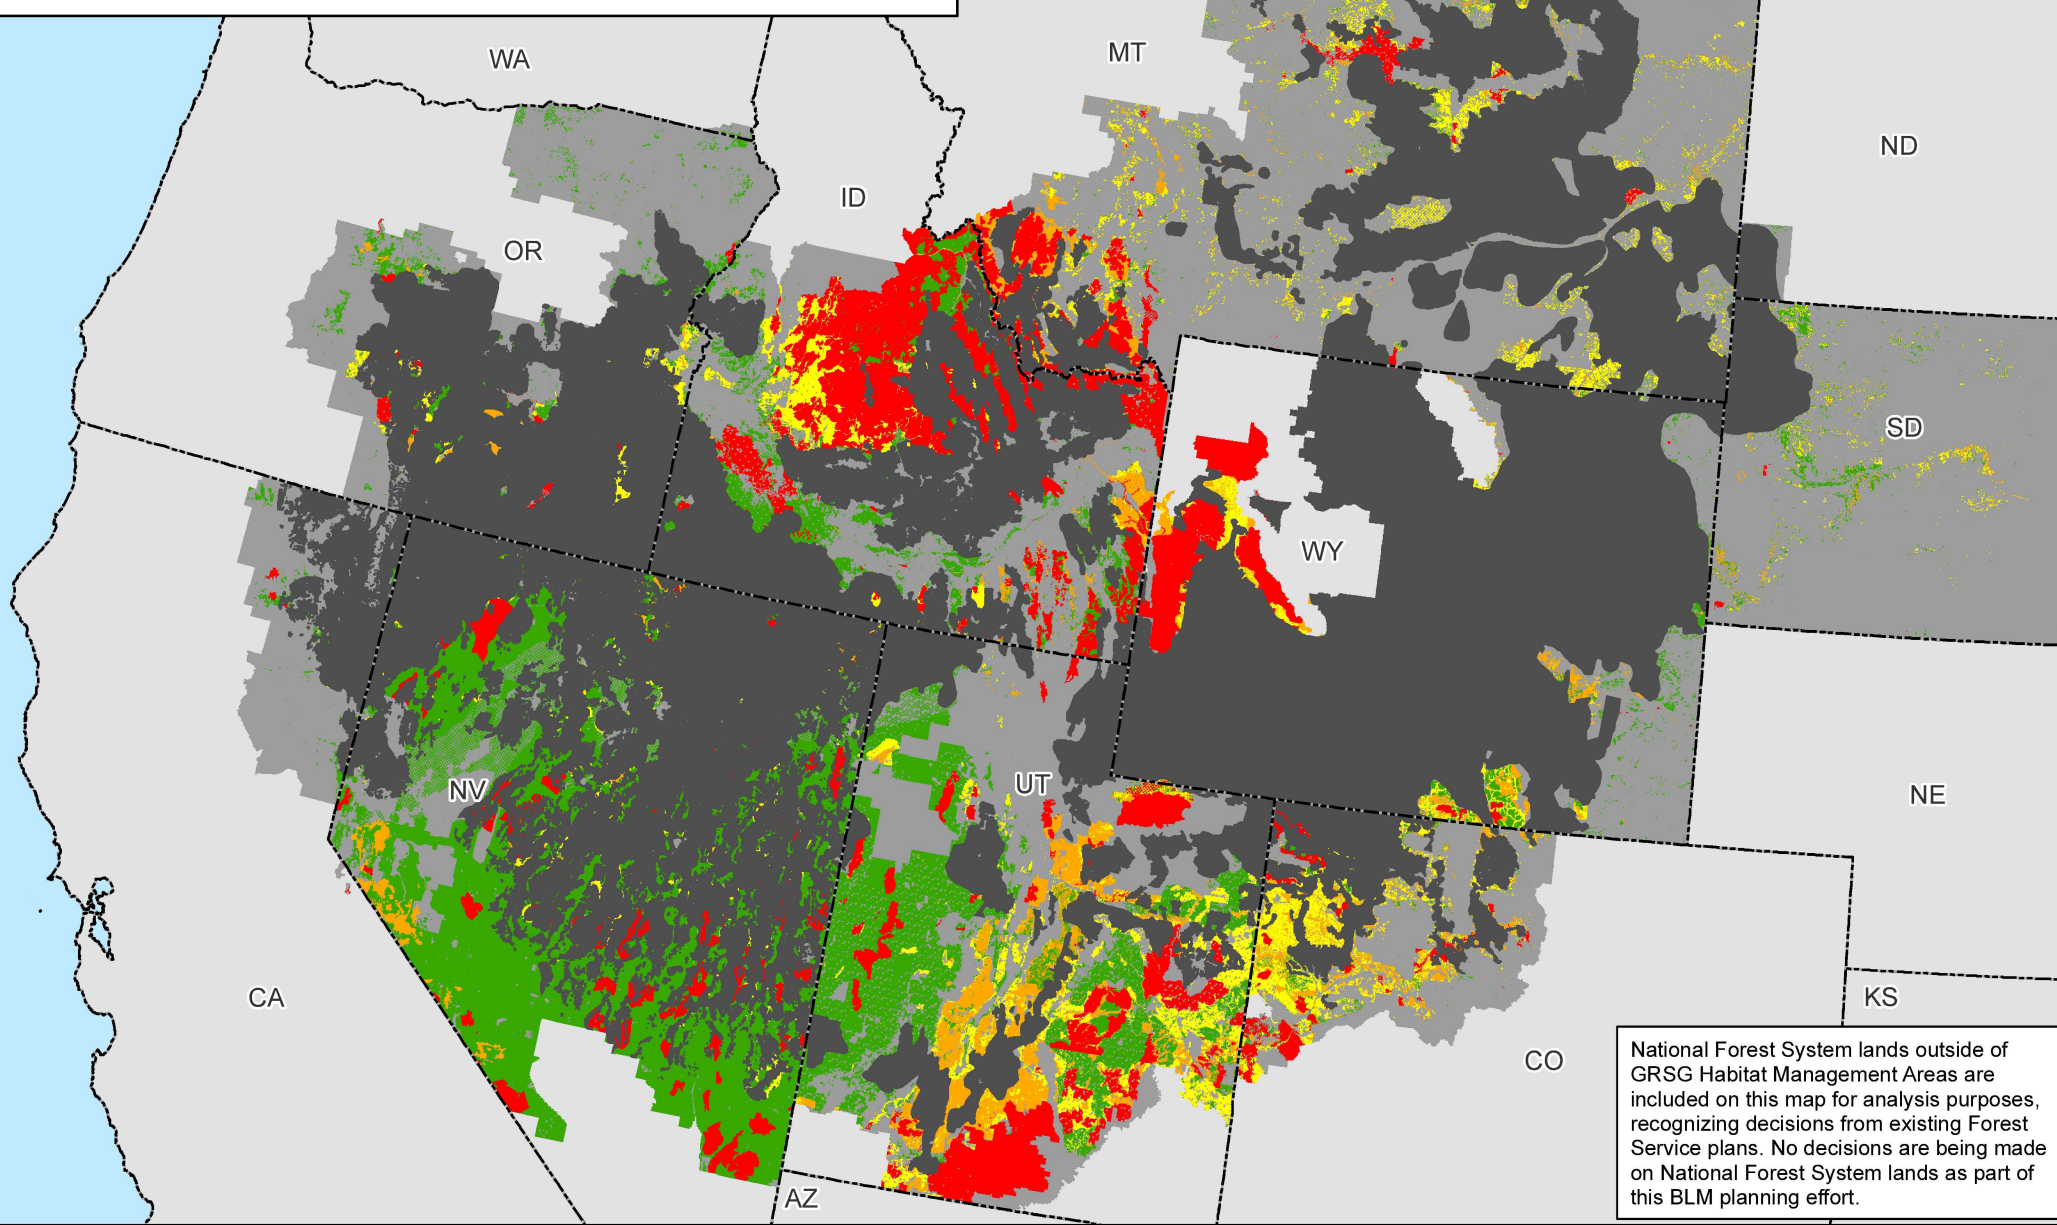 WA
MT
ND
ID
OR
SD
WY
NV
UT
NE
CA
KS
CO
AZ
National Forest System lands outside of
GRSG Habitat Management Areas are
included on this map for analysis purposes,
recognizing decisions from existing Forest
Service plans. No decisions are being made
on National Forest System lands as part of
this BLM planning effort.